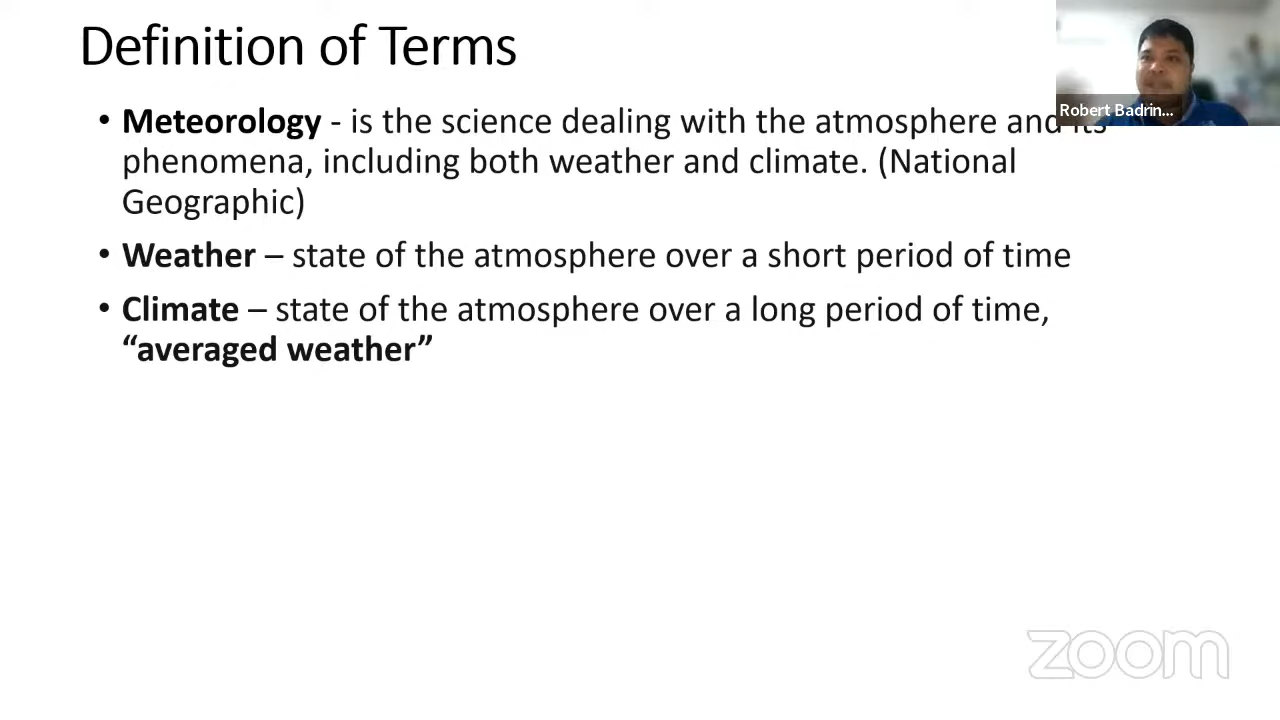 Definition of Terms
Robert Badrin...
• Meteorology - is the science dealing with the atmosphere and its
phenomena, including both weather and climate. (National
Geographic)
• Weather – state of the atmosphere over a short period of time
• Climate – state of the atmosphere over a long period of time,
“averaged weather”
zoom